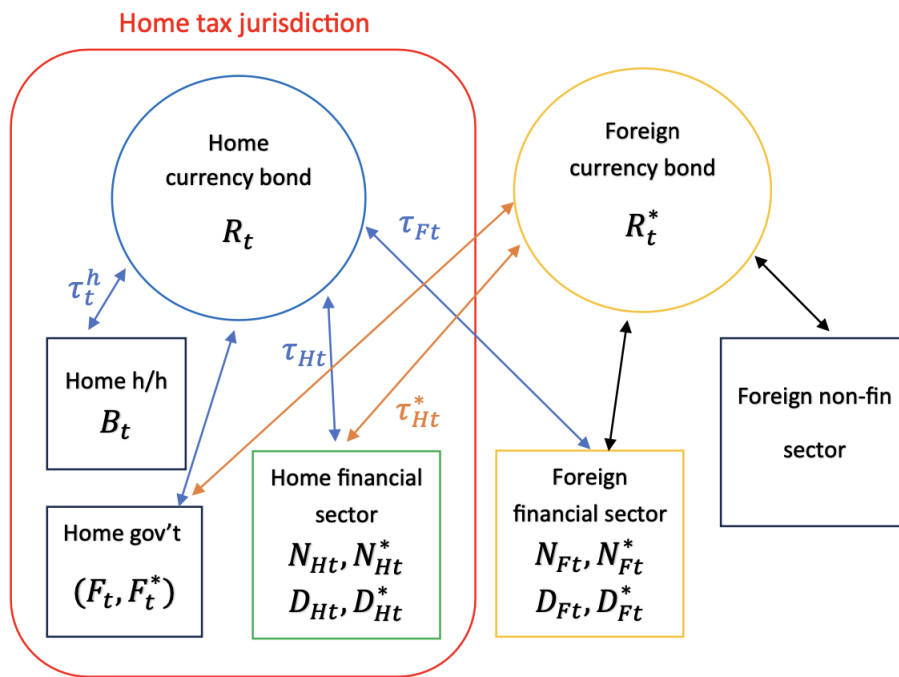 Home tax jurisdiction
Home
currency bond
R_t
Foreign
currency bond
R_t^*
τ_{Ft}
τ_t^h
τ_{Ht}
τ_{Ht}^*
Home h/h
B_t
Foreign non-fin
sector
Home gov't
(F_t, F_t^*)
Home financial
sector
N_{Ht}, N_{Ht}^*
D_{Ht}, D_{Ht}^*
Foreign
financial sector
N_{Ft}, N_{Ft}^*
D_{Ft}, D_{Ft}^*